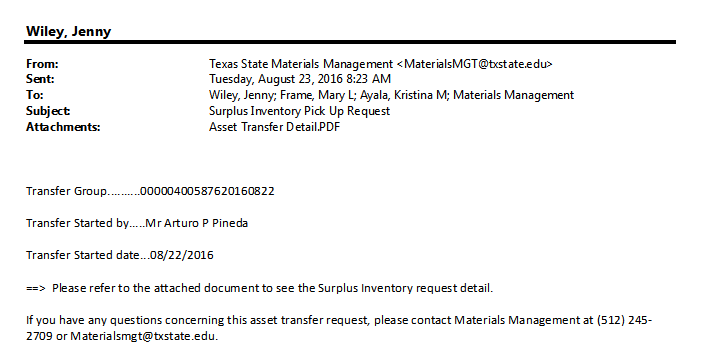 Wiley, Jenny
From: Texas State Materials Management <MaterialsMGT@txstate.edu>
Sent: Tuesday, August 23, 2016 8:23 AM
To: Wiley, Jenny; Frame, Mary L; Ayala, Kristina M; Materials Management
Subject: Surplus Inventory Pick Up Request
Attachments: Asset Transfer Detail.PDF
Transfer Group..........00000400587620160822
Transfer Started by.....Mr Arturo P Pineda
Transfer Started date...08/22/2016
==> Please refer to the attached document to see the Surplus Inventory request detail.
If you have any questions concerning this asset transfer request, please contact Materials Management at (512) 245-
2709 or Materialsmgt@txstate.edu.